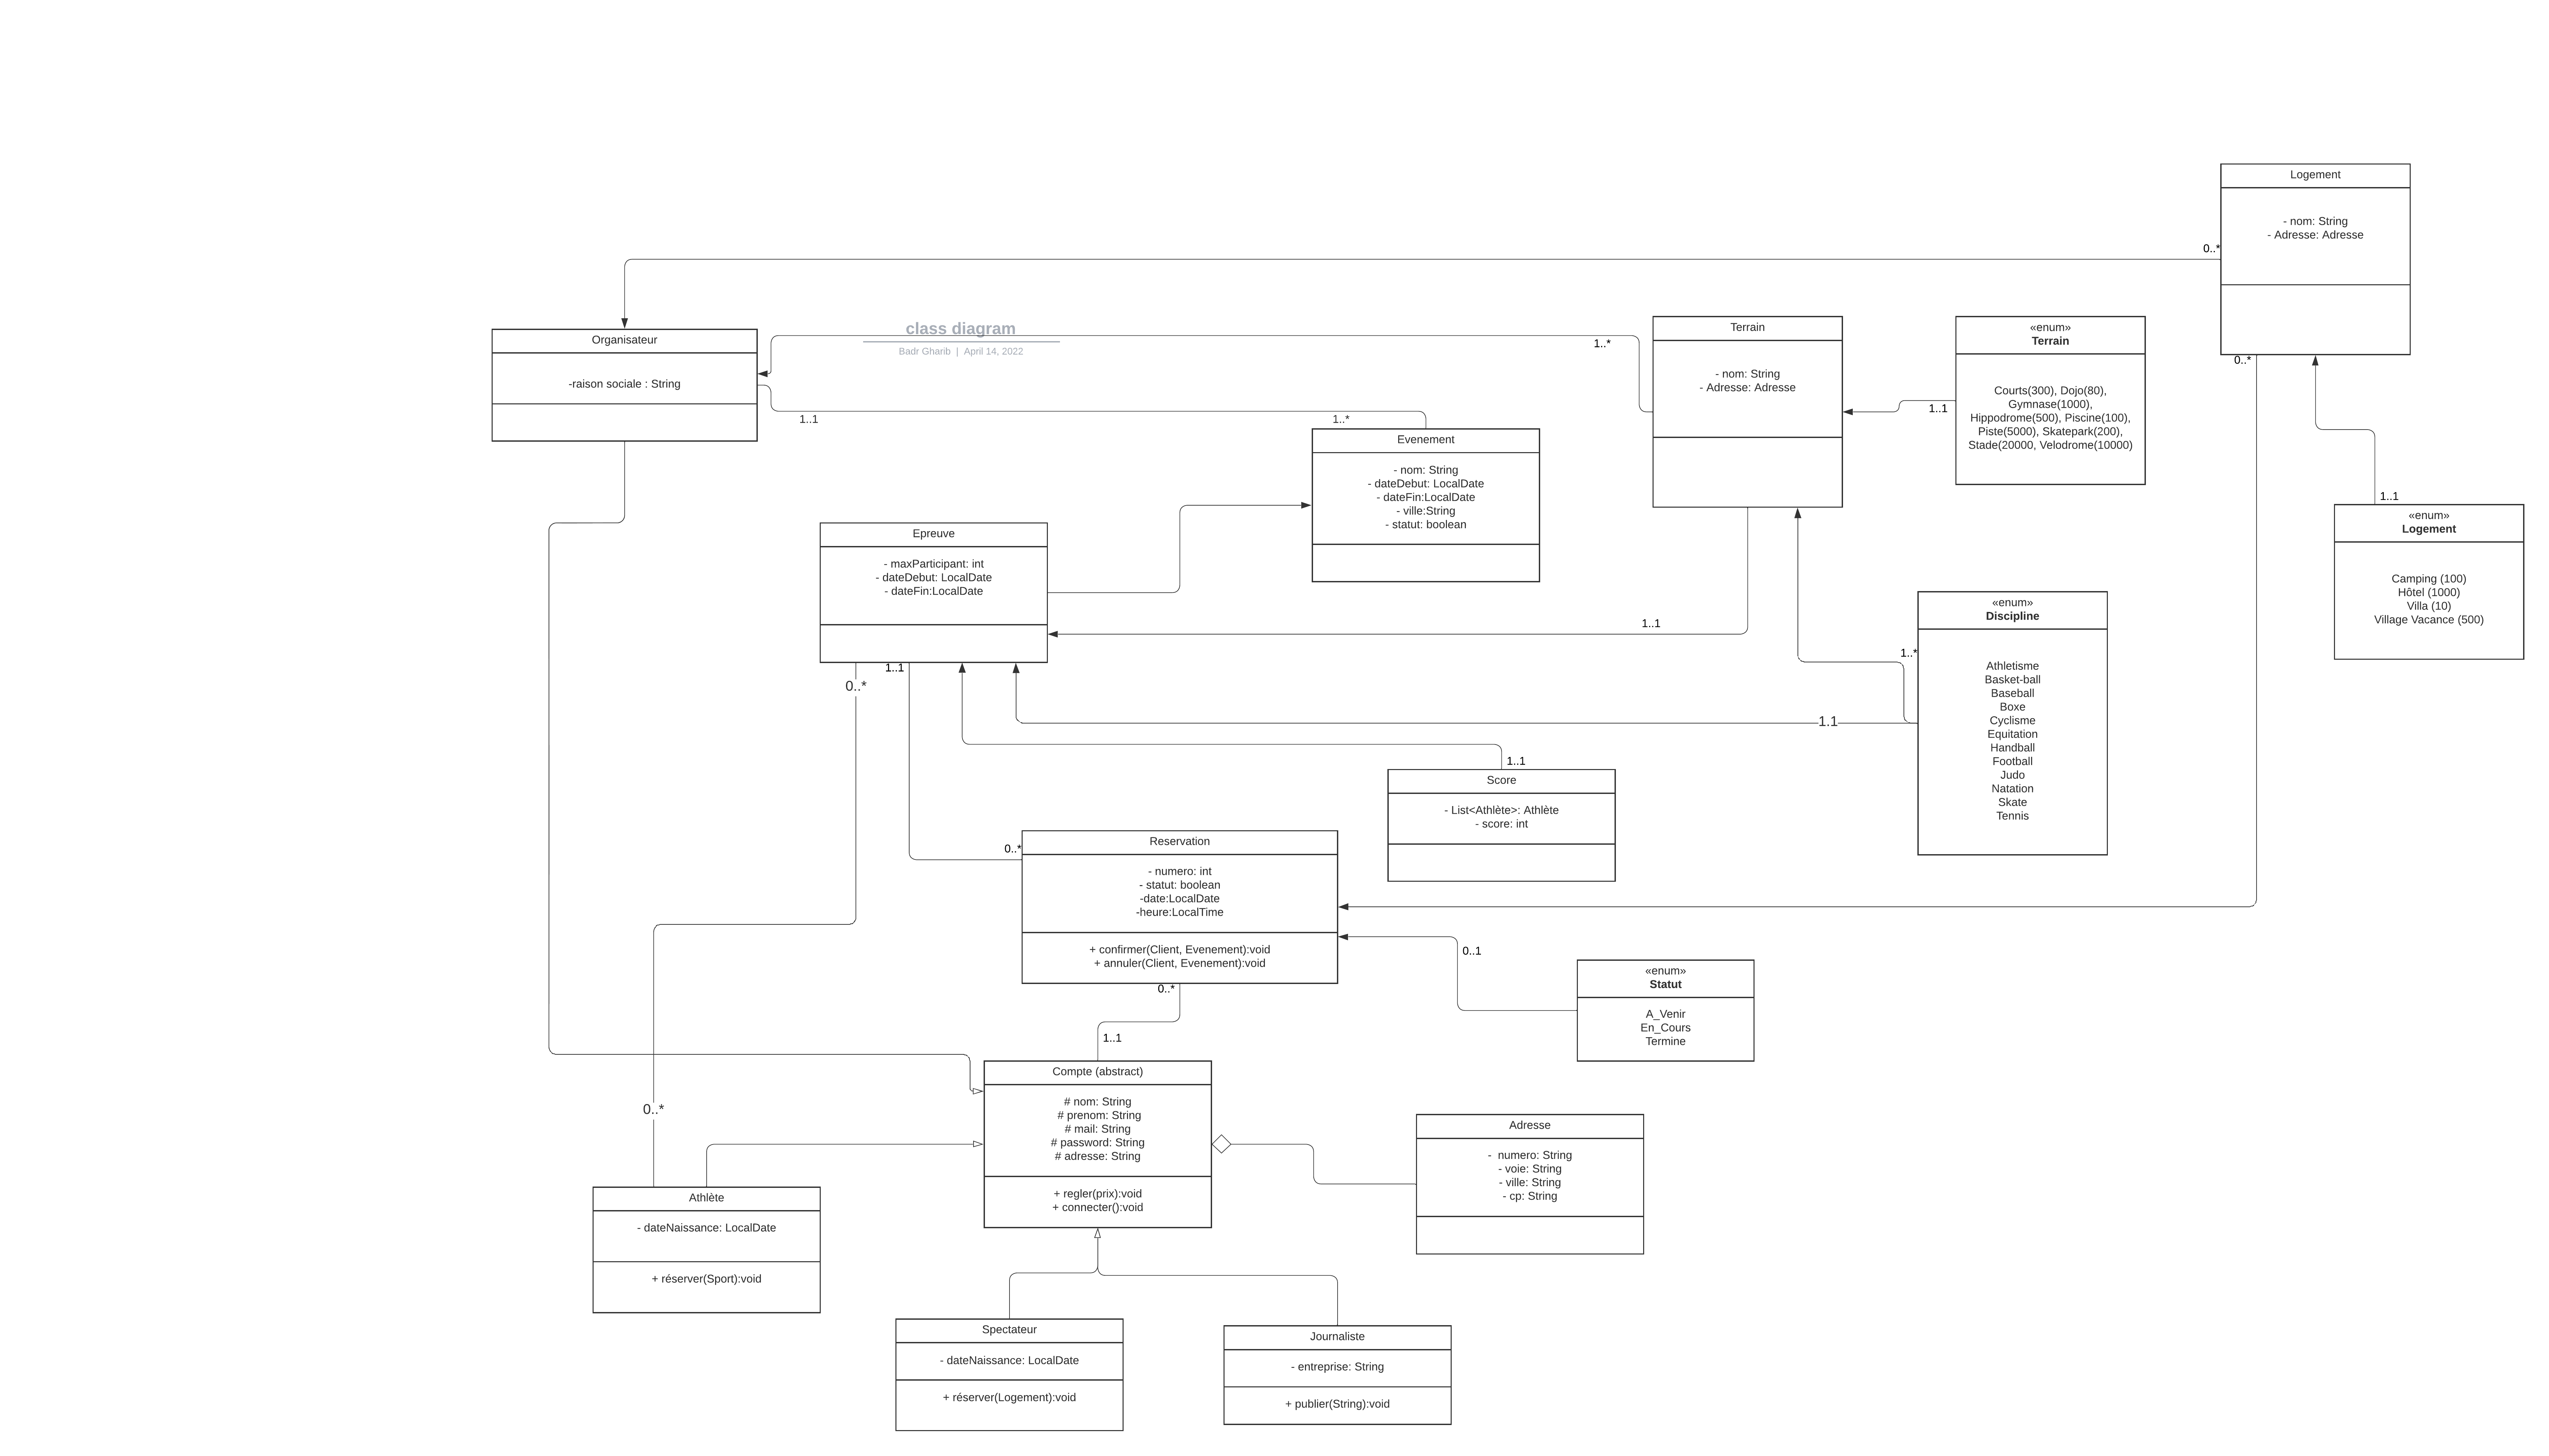 Logement
- nom: String
- Adresse: Adresse
0..*
0..*
class diagram
Badr Gharib | April 14, 2022
Organisateur
-raison sociale : String
1..1
1..*
1..*
Terrain
- nom: String
- Adresse: Adresse
1..1
«enum»
Terrain
Courts(300), Dojo(80),
Gymnase(1000),
Hippodrome(500), Piscine(100),
Piste(5000), Skatepark(200),
Stade(20000, Velodrome(10000)
Evenement
- nom: String
- dateDebut: LocalDate
- dateFin:LocalDate
- ville:String
- statut: boolean
1..1
«enum»
Logement
Camping (100)
Hôtel (1000)
Villa (10)
Village Vacance (500)
Epreuve
- maxParticipant: int
- dateDebut: LocalDate
- dateFin:LocalDate
1..1
1..1
0..*
1..*
1.1
«enum»
Discipline
Athletisme
Basket-ball
Baseball
Boxe
Cyclisme
Equitation
Handball
Football
Judo
Natation
Skate
Tennis
1..1
Score
- List<Athlète>: Athlète
- score: int
0..*
Reservation
- numero: int
- statut: boolean
-date:LocalDate
-heure:LocalTime
+ confirmer(Client, Evenement):void
+ annuler(Client, Evenement):void
0..1
«enum»
Statut
A_Venir
En_Cours
Termine
0..*
1..1
Compte (abstract)
# nom: String
# prenom: String
# mail: String
# password: String
# adresse: String
+ regler(prix):void
+ connecter():void
0..*
Adresse
- numero: String
- voie: String
- ville: String
- cp: String
Athlète
- dateNaissance: LocalDate
+ réserver(Sport):void
Spectateur
- dateNaissance: LocalDate
+ réserver(Logement):void
Journaliste
- entreprise: String
+ publier(String):void